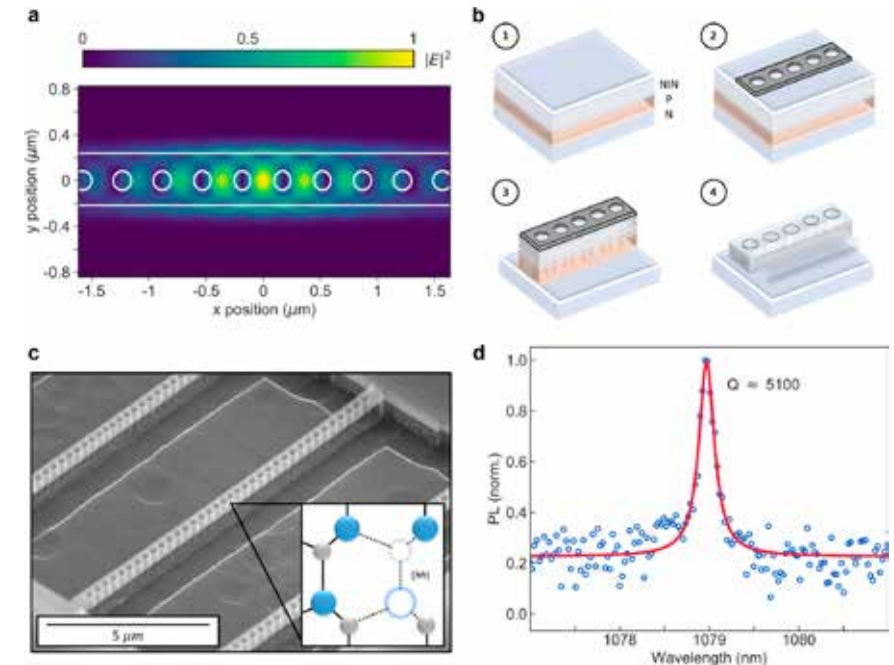 a
0 0.5 1
|E|²
0.8
0.4
0
-0.4
-0.8
y position (μm)
-1.5 -1 -0.5 0 0.5 1 1.5
x position (μm)
b
1
2
NiN
P
N
3
4
c
5 μm
d
1.0
0.8
0.6
0.4
0.2
0.0
PL (norm.)
Q ≈ 5100
1078 1079 1080
Wavelength (nm)